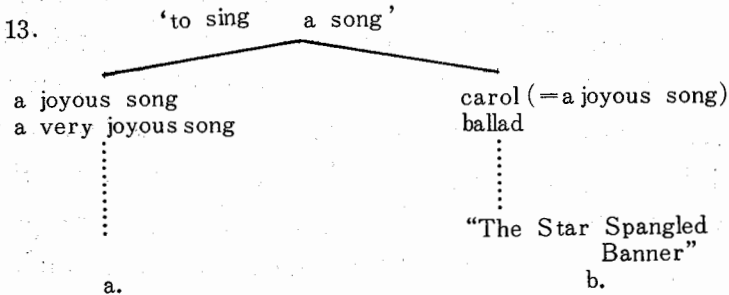 13.
‘to sing a song’
a joyous song
a very joyous song
carol (=a joyous song)
ballad
“The Star Spangled
Banner”
a.
b.